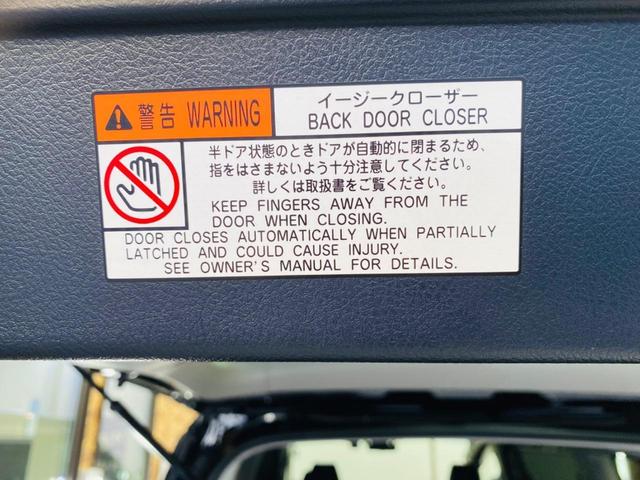 警告 WARNING
イージークローザー
BACK DOOR CLOSER
半ドア状態のときドアが自動的に閉まるため、
指をはさまないよう十分注意してください。
詳しくは取扱書をご覧ください。
KEEP FINGERS AWAY FROM THE
DOOR WHEN CLOSING.
DOOR CLOSES AUTOMATICALLY WHEN PARTIALLY
LATCHED AND COULD CAUSE INJURY.
SEE OWNER'S MANUAL FOR DETAILS.